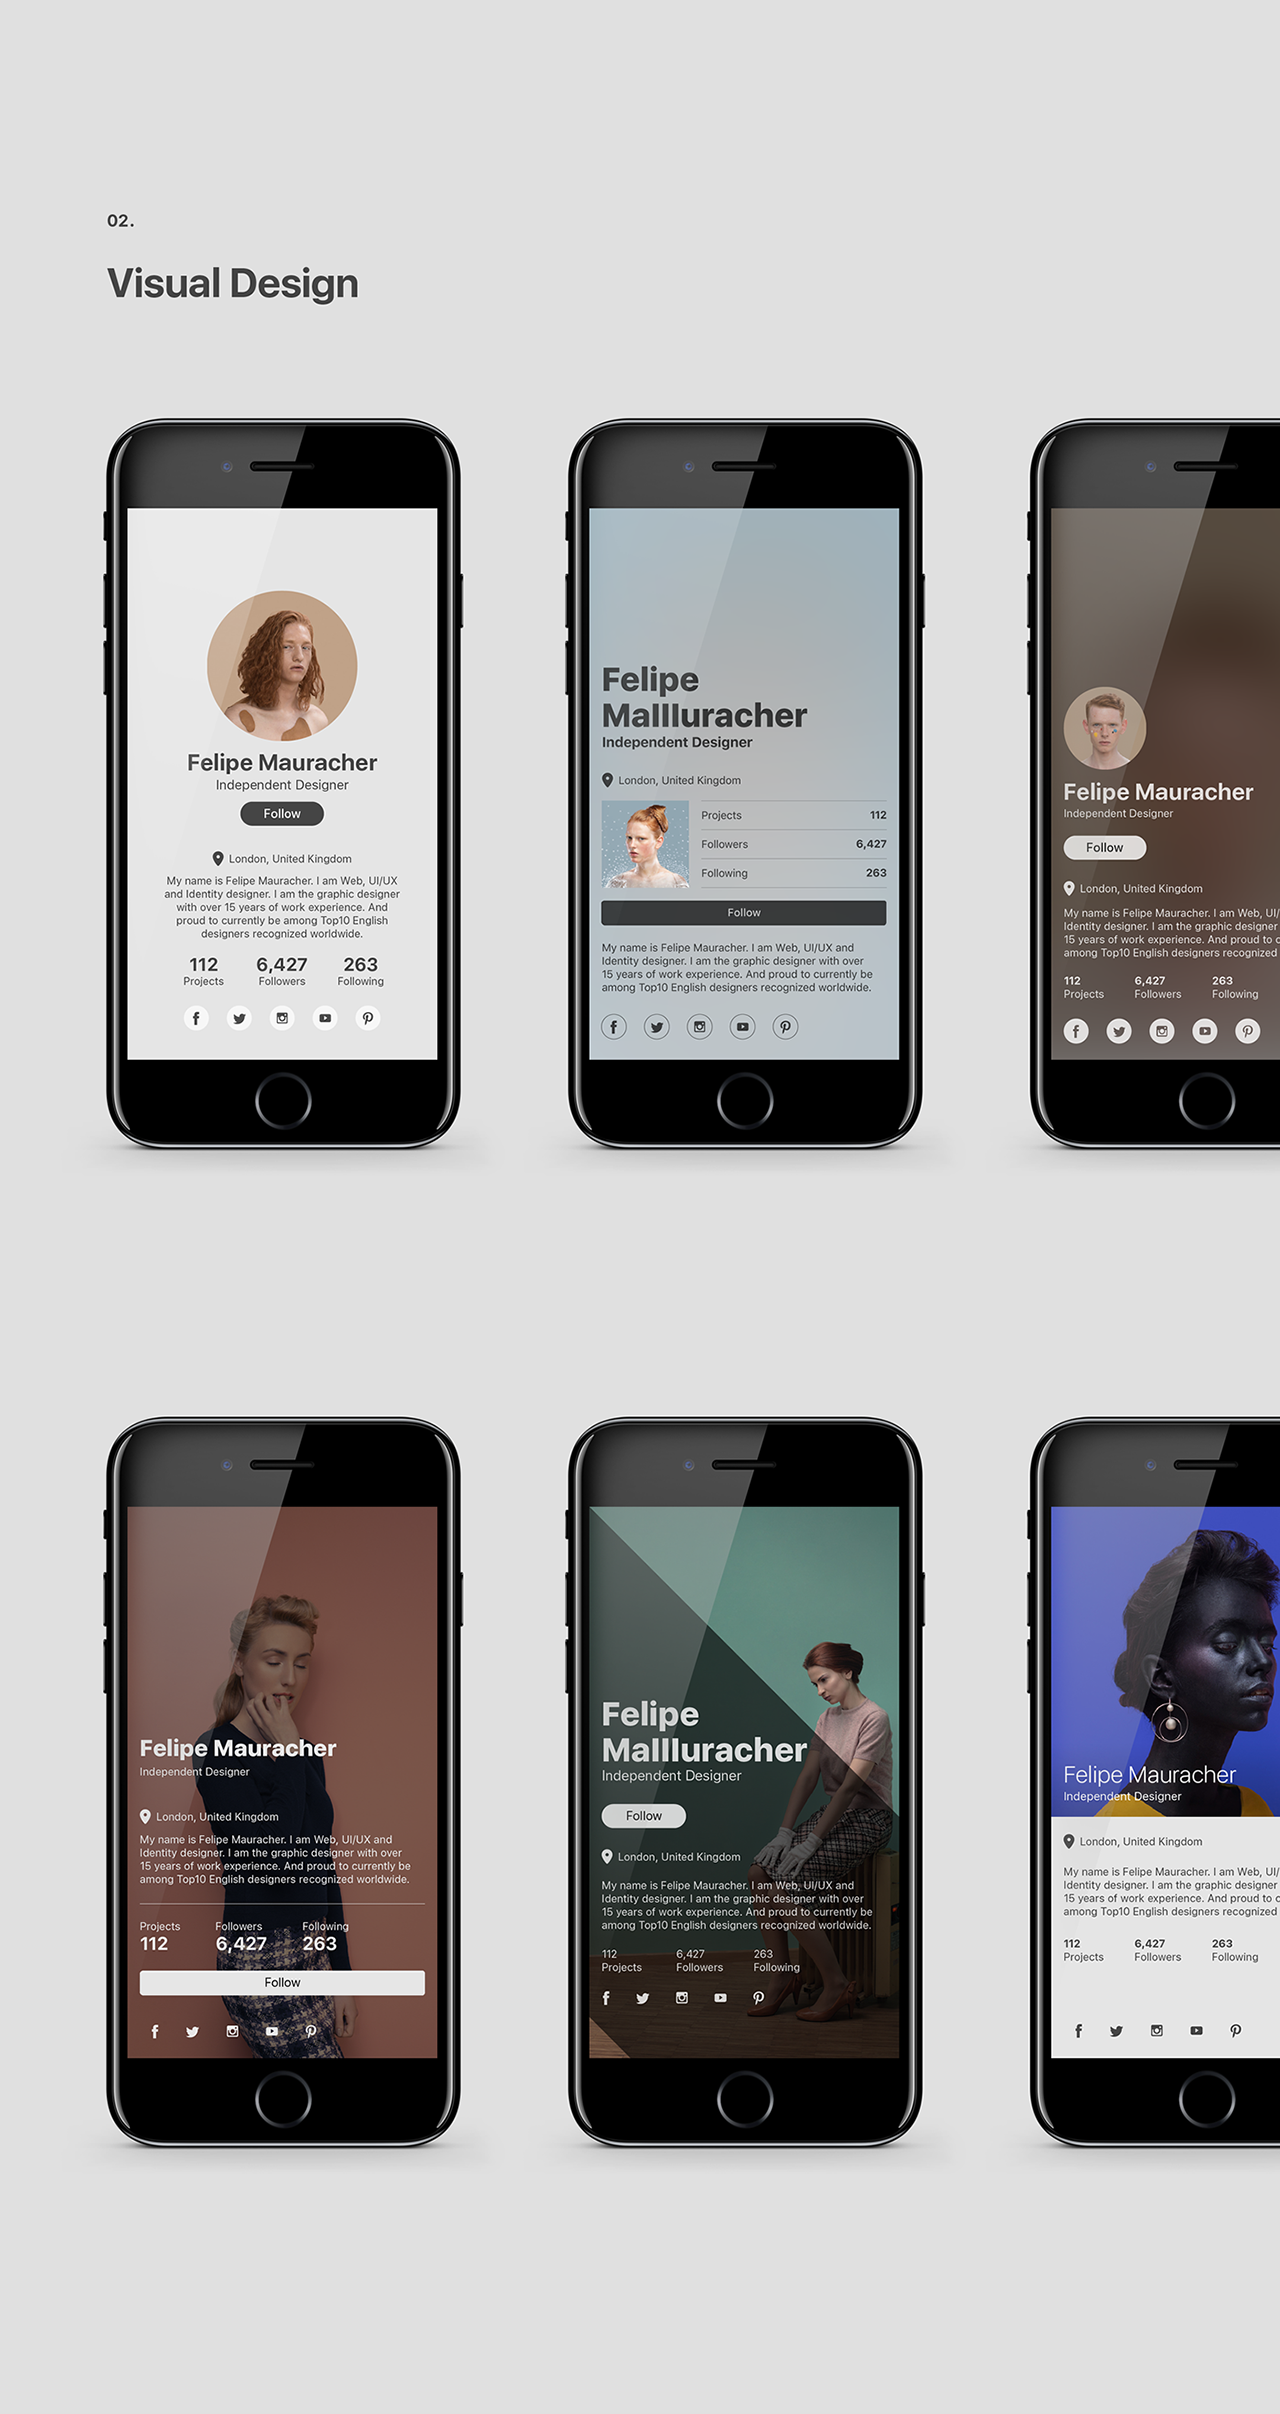 02.
Visual Design
Felipe Mauracher
Independent Designer
Follow
London, United Kingdom
My name is Felipe Mauracher. I am Web, UI/UX
and Identity designer. I am the graphic designer
with over 15 years of work experience. And
proud to currently be among Top10 English
designers recognized worldwide.
112 6,427 263
Projects Followers Following
Felipe
Mallluracher
Independent Designer
London, United Kingdom
Projects 112
Followers 6,427
Following 263
Follow
My name is Felipe Mauracher. I am Web, UI/UX and
Identity designer. I am the graphic designer with over
15 years of work experience. And proud to currently be
among Top10 English designers recognized worldwide.
Felipe Mauracher
Independent Designer
Follow
London, United Kingdom
My name is Felipe Mauracher. I am Web, UI/
Identity designer. I am the graphic designer
15 years of work experience. And proud to c
among Top10 English designers recognized
112 6,427 263
Projects Followers Following
Felipe Mauracher
Independent Designer
London, United Kingdom
My name is Felipe Mauracher. I am Web, UI/UX and
Identity designer. I am the graphic designer with over
15 years of work experience. And proud to currently be
among Top10 English designers recognized worldwide.
Projects Followers Following
112 6,427 263
Follow
Felipe
Mallluracher
Independent Designer
Follow
London, United Kingdom
My name is Felipe Mauracher. I am Web, UI/UX and
Identity designer. I am the graphic designer with over
15 years of work experience. And proud to currently be
among Top10 English designers recognized worldwide.
112 6,427 263
Projects Followers Following
Felipe Mauracher
Independent Designer
London, United Kingdom
My name is Felipe Mauracher. I am Web, UI/
Identity designer. I am the graphic designer
15 years of work experience. And proud to c
among Top10 English designers recognized
112 6,427 263
Projects Followers Following